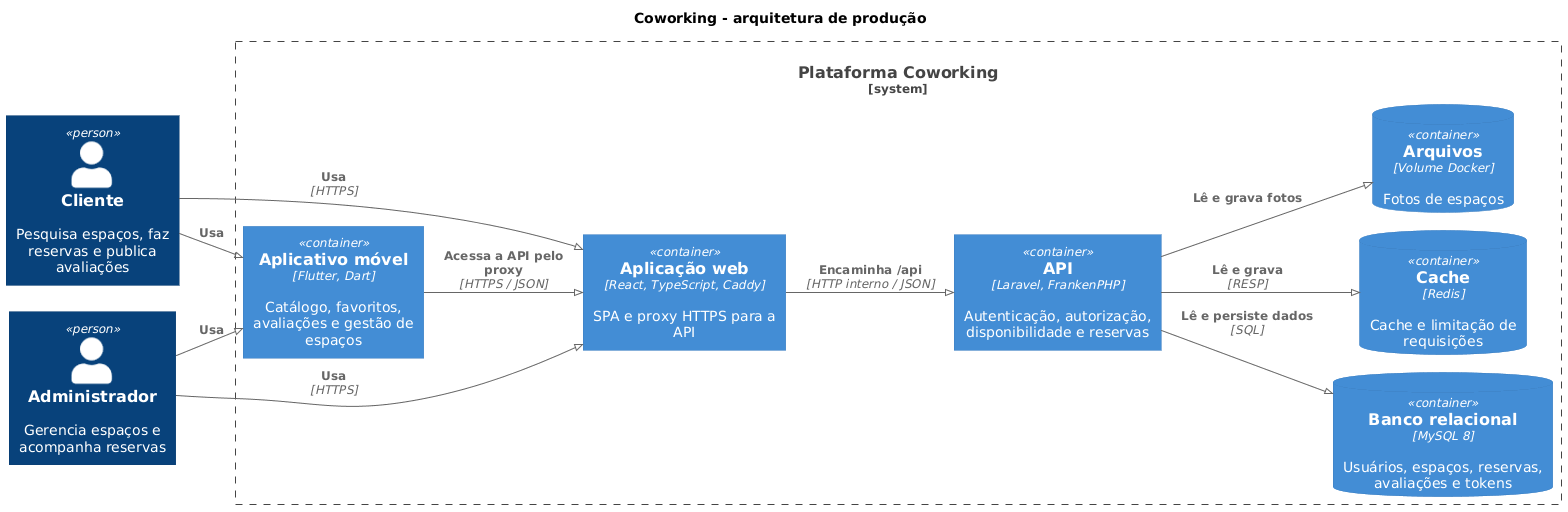 Coworking - arquitetura de produção
Plataforma Coworking
[system]
«person»
Cliente
Pesquisa espaços, faz
reservas e publica
avaliações
«person»
Administrador
Gerencia espaços e
acompanha reservas
Usa
[HTTPS]
Usa
Usa
Usa
[HTTPS]
«container»
Aplicativo móvel
[Flutter, Dart]
Catálogo, favoritos,
avaliações e gestão de
espaços
Acessa a API pelo
proxy
[HTTPS / JSON]
«container»
Aplicação web
[React, TypeScript, Caddy]
SPA e proxy HTTPS para a
API
Encaminha /api
[HTTP interno / JSON]
«container»
API
[Laravel, FrankenPHP]
Autenticação, autorização,
disponibilidade e reservas
Lê e grava fotos
Lê e grava
[RESP]
Lê e persiste dados
[SQL]
«container»
Arquivos
[Volume Docker]
Fotos de espaços
«container»
Cache
[Redis]
Cache e limitação de
requisições
«container»
Banco relacional
[MySQL 8]
Usuários, espaços, reservas,
avaliações e tokens